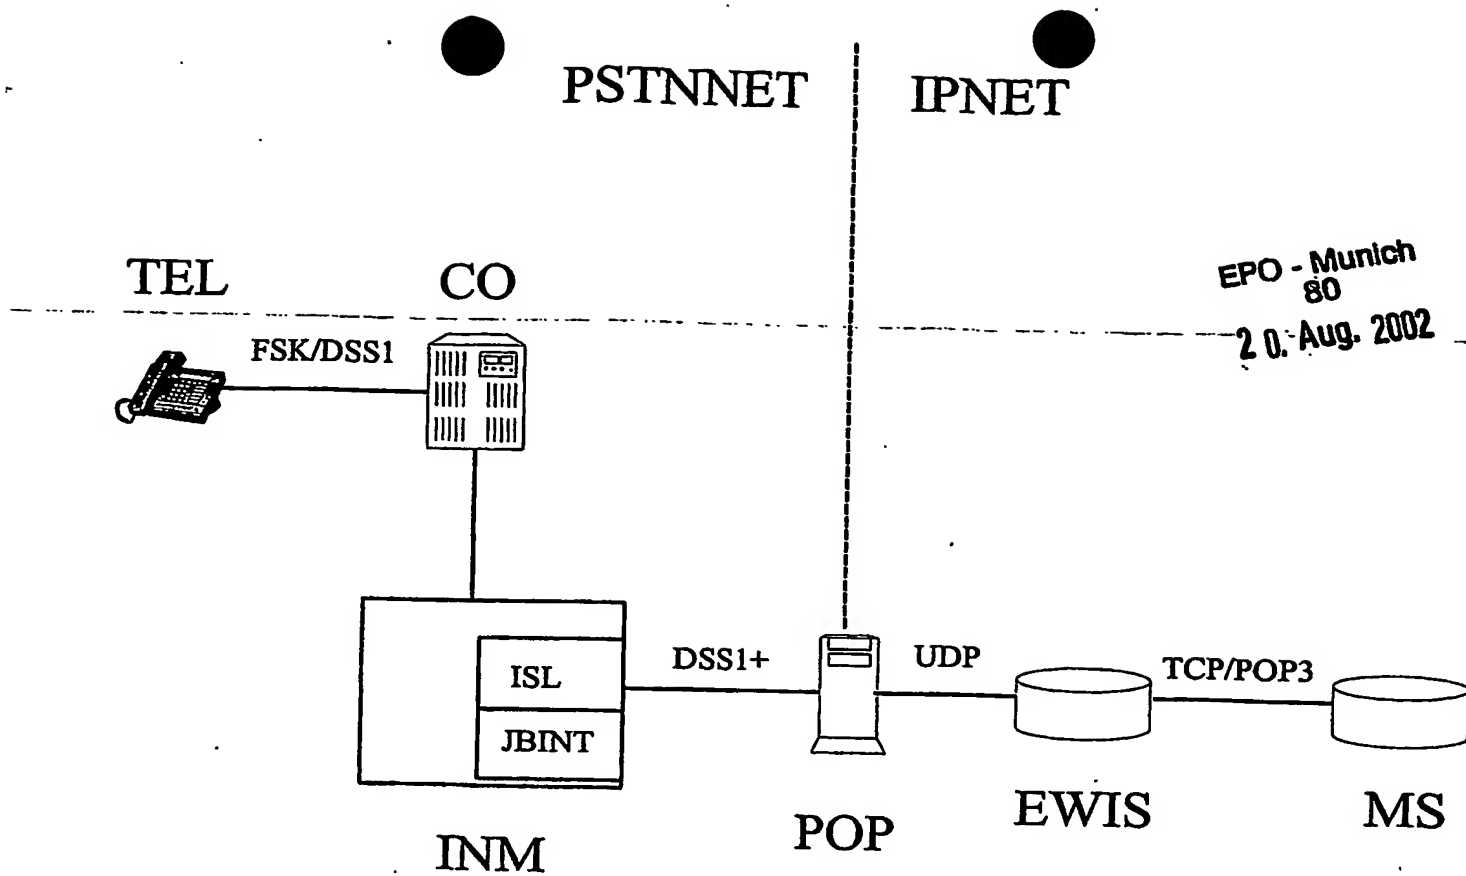 PSTNNET
IPNET
EPO - Munich
80
20. Aug. 2002
TEL
CO
FSK/DSS1
ISL
JBINT
DSS1+
UDP
TCP/POP3
INM
POP
EWIS
MS